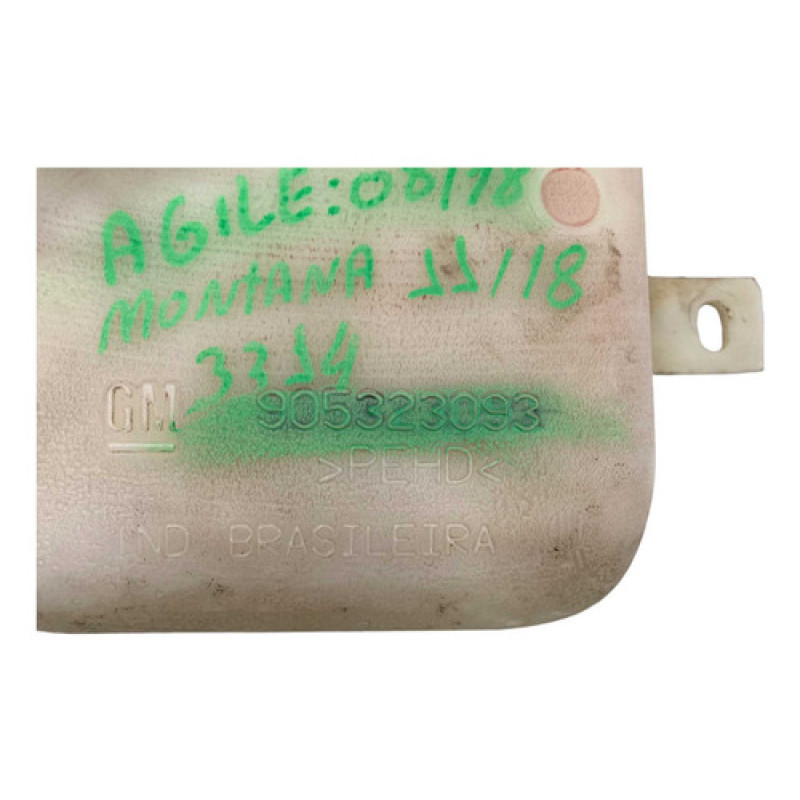 AGILE:08/18
MONTANA 11/18
3314
GM 905323093
>PEHD<
IND BRASILEIRA